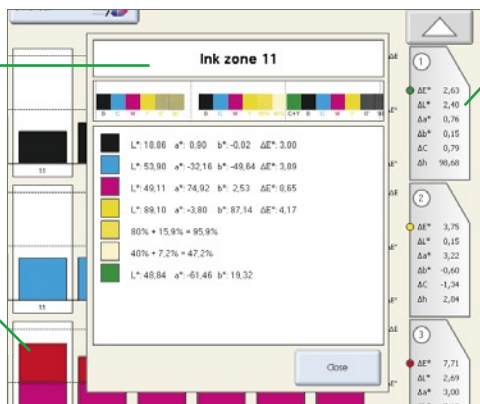 Ink zone 11
B C M Y B C M Y 80% 40% C+Y B C M Y
L*: 18,06 a*: 0,90 b*: -0,02 ΔE*: 3,00
L*: 53,90 a*: -32,16 b*: -49,64 ΔE*: 3,89
L*: 49,11 a*: 74,92 b*: 2,53 ΔE*: 8,65
L*: 89,10 a*: -3,80 b*: 87,14 ΔE*: 4,17
80% + 15,9% = 95,9%
40% + 7,2% = 47,2%
L*: 48,84 a*: -61,46 b*: 19,32
Close
11
11
1
ΔE* 2,63
ΔL* 2,40
Δa* 0,76
Δb* 0,15
ΔC 0,79
Δh 98,68
2
ΔE* 3,75
ΔL* 0,15
Δa* 3,22
Δb* -0,60
ΔC -1,34
Δh 2,04
3
ΔE* 7,71
ΔL* 2,69
Δa* 3,00